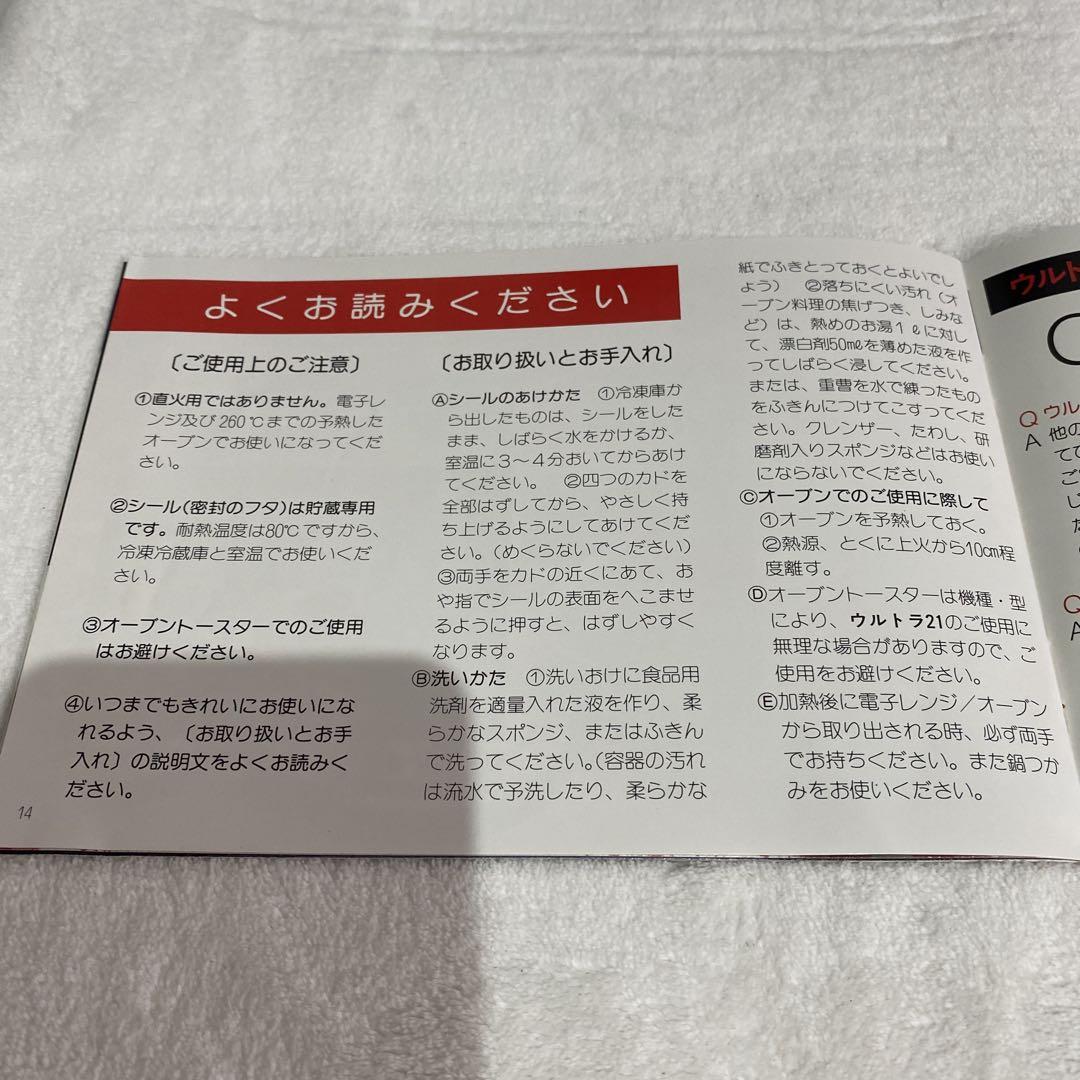 よくお読みください
〔ご使用上のご注意〕
①直火用ではありません。電子レ
ンジ及び260℃までの予熱した
オーブンでお使いになってくだ
さい。
②シール(密封のフタ)は貯蔵専用
です。耐熱温度は80℃ですから、
冷凍冷蔵庫と室温でお使いくだ
さい。
③オーブントースターでのご使用
はお避けください。
④いつまでもきれいにお使いにな
れるよう、〔お取り扱いとお手
入れ〕の説明文をよくお読みく
ださい。
14
〔お取り扱いとお手入れ〕
Ⓐシールのあけかた ①冷凍庫か
ら出したものは、シールをした
まま、しばらく水をかけるか、
室温に3〜4分おいてからあけ
てください。 ②四つのカドを
全部はずしてから、やさしく持
ち上げるようにしてあけてくだ
さい。(めくらないでください)
③両手をカドの近くにあて、お
や指でシールの表面をへこませ
るように押すと、はずしやすく
なります。
Ⓑ洗いかた ①洗いおけに食品用
洗剤を適量入れた液を作り、柔
らかなスポンジ、またはふきん
で洗ってください。(容器の汚れ
は流水で予洗したり、柔らかな
紙でふきとっておくとよいでし
ょう) ②落ちにくい汚れ(オ
ーブン料理の焦げつき、しみな
ど)は、熱めのお湯1ℓに対し
て、漂白剤50mℓを薄めた液を作
ってしばらく浸してください。
または、重曹を水で練ったもの
をふきんにつけてこすってくだ
さい。クレンザー、たわし、研
磨剤入りスポンジなどはお使い
にならないでください。
Ⓒオーブンでのご使用に際して
①オーブンを予熱しておく。
②熱源、とくに上火から10cm程
度離す。
Ⓓオーブントースターは機種・型
により、ウルトラ21のご使用に
無理な場合がありますので、ご
使用をお避けください。
Ⓔ加熱後に電子レンジ/オーブン
から取り出される時、必ず両手
でお持ちください。また鍋つか
みをお使いください。
ウルト
Q ウル
A 他の
てて
ご
じ
た
Q
A